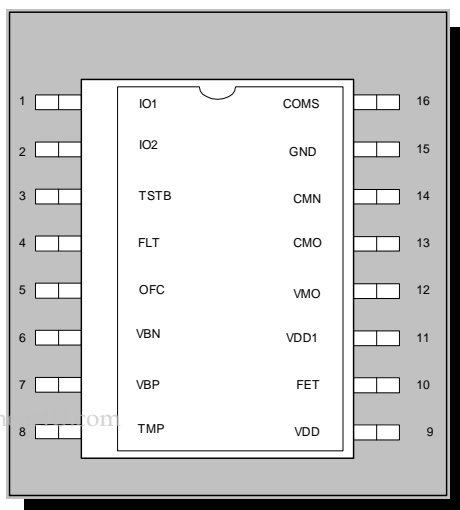 1 IO1 COMS 16
2 IO2 GND 15
3 TSTB CMN 14
4 FLT CMO 13
5 OFC VMO 12
6 VBN VDD1 11
7 VBP FET 10
8 TMP VDD 9